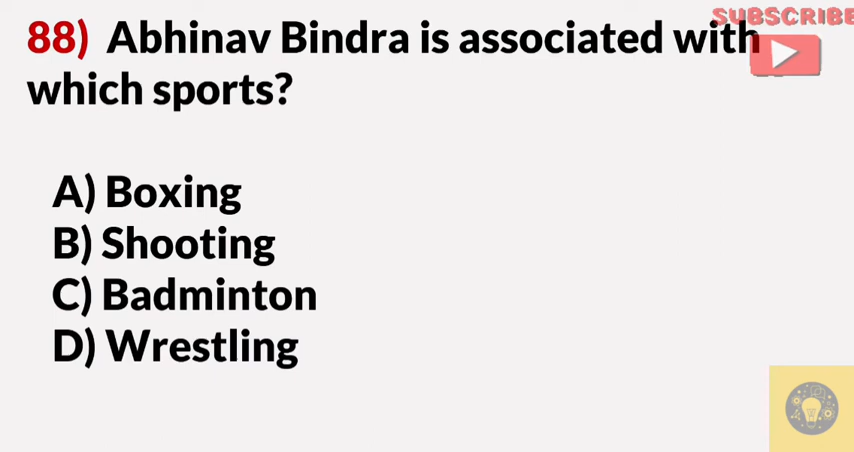 SUBSCRIBE
88) Abhinav Bindra is associated with
which sports?
A) Boxing
B) Shooting
C) Badminton
D) Wrestling